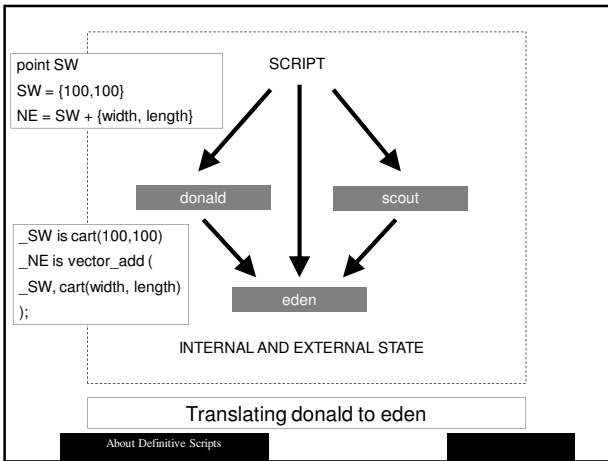 point SW
SW = {100,100}
NE = SW + {width, length}
SCRIPT
donald
scout
_SW is cart(100,100)
_NE is vector_add (
_SW, cart(width, length)
);
eden
INTERNAL AND EXTERNAL STATE
Translating donald to eden
About Definitive Scripts